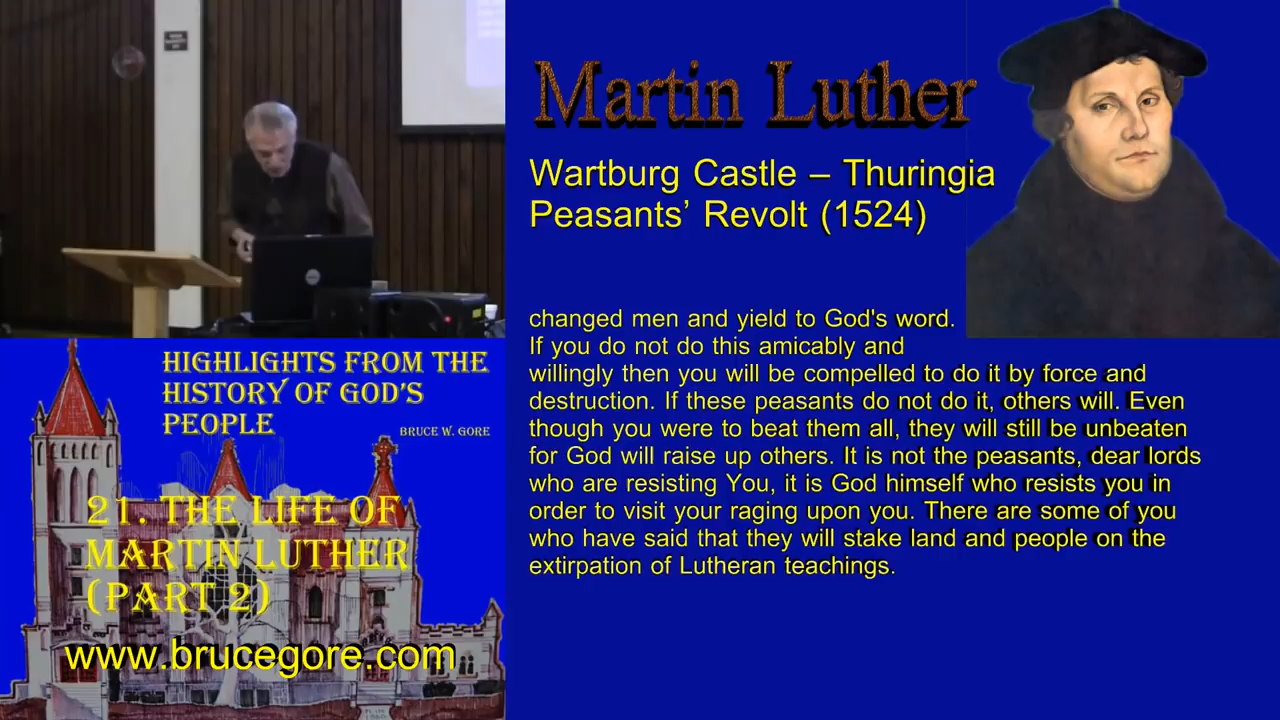 Martin Luther
Wartburg Castle – Thuringia
Peasants’ Revolt (1524)
changed men and yield to God's word.
If you do not do this amicably and
willingly then you will be compelled to do it by force and
destruction. If these peasants do not do it, others will. Even
though you were to beat them all, they will still be unbeaten
for God will raise up others. It is not the peasants, dear lords
who are resisting You, it is God himself who resists you in
order to visit your raging upon you. There are some of you
who have said that they will stake land and people on the
extirpation of Lutheran teachings.
HIGHLIGHTS FROM THE
HISTORY OF GOD'S
PEOPLE
BRUCE W. GORE
21. THE LIFE OF
MARTIN LUTHER
(PART 2)
www.brucegore.com